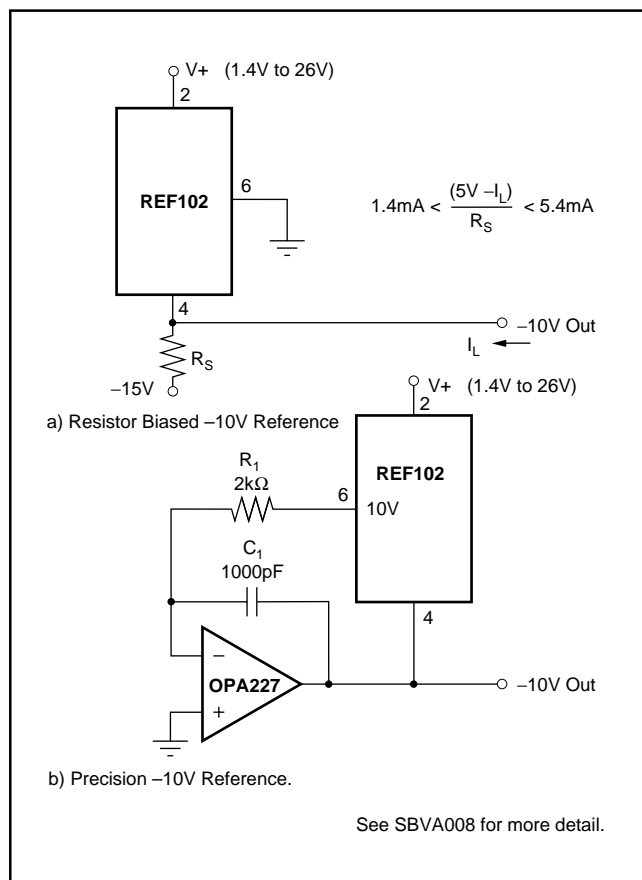 V+ (1.4V to 26V)
2
REF102
6
1.4mA < (5V –I_L) / R_S < 5.4mA
4
–10V Out
I_L
R_S
–15V
V+ (1.4V to 26V)
2
a) Resistor Biased –10V Reference
REF102
R_1
2kΩ
6
10V
C_1
1000pF
4
–
OPA227
–10V Out
+
b) Precision –10V Reference.
See SBVA008 for more detail.